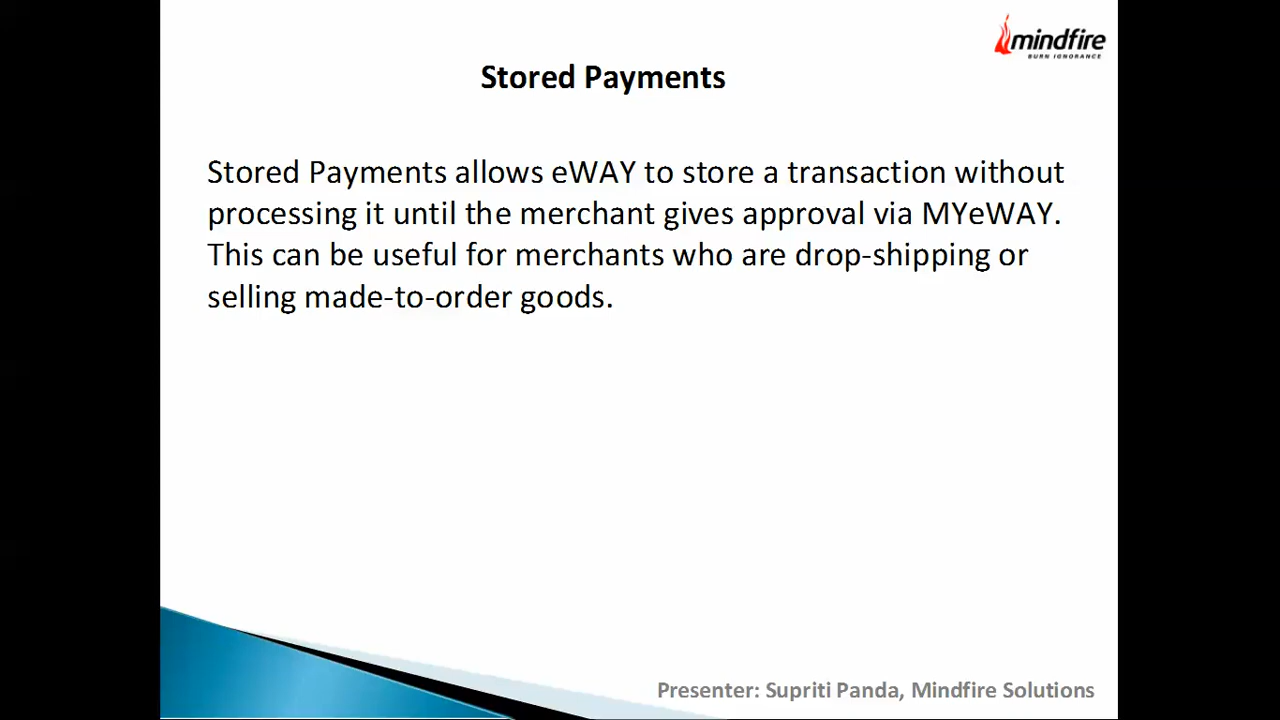 mindfire
BURN IGNORANCE
Stored Payments
Stored Payments allows eWAY to store a transaction without
processing it until the merchant gives approval via MYeWAY.
This can be useful for merchants who are drop-shipping or
selling made-to-order goods.
Presenter: Supriti Panda, Mindfire Solutions